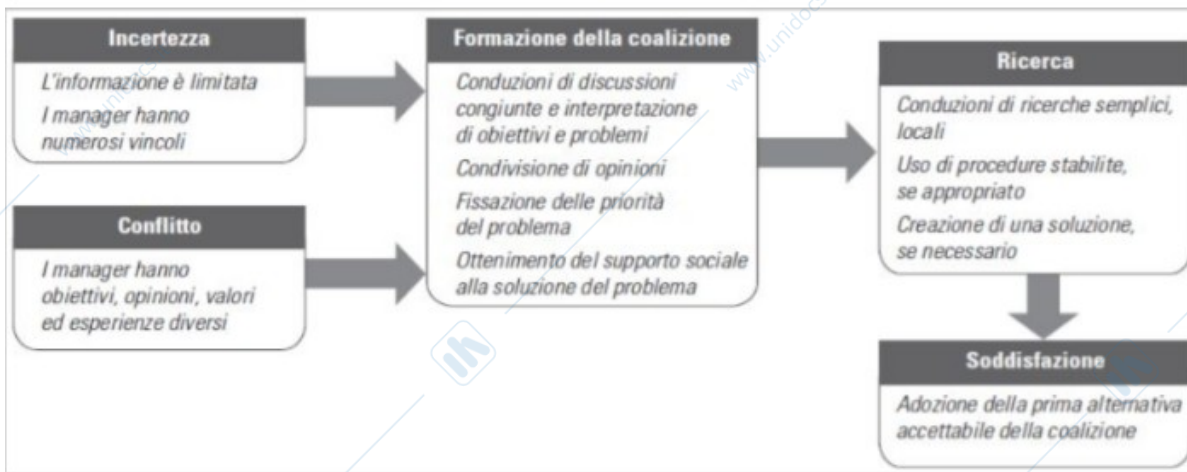 Incertezza
L'informazione è limitata
I manager hanno
numerosi vincoli
Conflitto
I manager hanno
obiettivi, opinioni, valori
ed esperienze diversi
Formazione della coalizione
Conduzioni di discussioni
congiunte e interpretazione
di obiettivi e problemi
Condivisione di opinioni
Fissazione delle priorità
del problema
Ottenimento del supporto sociale
alla soluzione del problema
Ricerca
Conduzioni di ricerche semplici,
locali
Uso di procedure stabilite,
se appropriato
Creazione di una soluzione,
se necessario
Soddisfazione
Adozione della prima alternativa
accettabile della coalizione